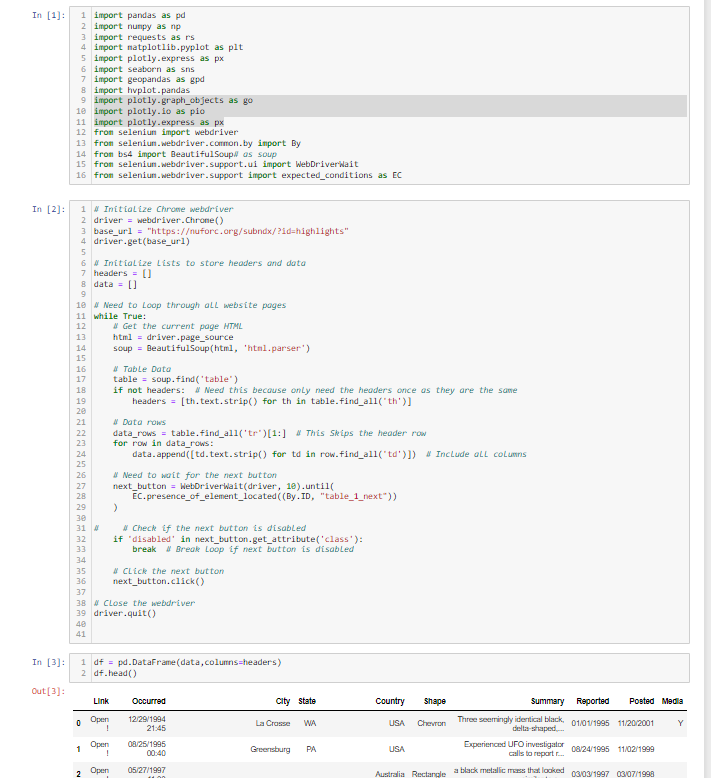 In [1]:
1 import pandas as pd
2 import numpy as np
3 import requests as rs
4 import matplotlib.pyplot as plt
5 import plotly.express as px
6 import seaborn as sns
7 import geopandas as gpd
8 import hvplot.pandas
9 import plotly.graph_objects as go
10 import plotly.io as pio
11 import plotly.express as px
12 from selenium import webdriver
13 from selenium.webdriver.common.by import By
14 from bs4 import BeautifulSoup# as soup
15 from selenium.webdriver.support.ui import WebDriverWait
16 from selenium.webdriver.support import expected_conditions as EC
In [2]:
1 # Initialize Chrome webdriver
2 driver = webdriver.Chrome()
3 base_url = "https://nuforc.org/subndx/?id=highlights"
4 driver.get(base_url)
5
6 # Initialize lists to store headers and data
7 headers = []
8 data = []
9
10 # Need to loop through all website pages
11 while True:
12     # Get the current page HTML
13     html = driver.page_source
14     soup = BeautifulSoup(html, 'html.parser')
15
16     # Table Data
17     table = soup.find('table')
18     if not headers:  # Need this because only need the headers once as they are the same
19         headers = [th.text.strip() for th in table.find_all('th')]
20
21     # Data rows
22     data_rows = table.find_all('tr')[1:]  # This Skips the header row
23     for row in data_rows:
24         data.append([td.text.strip() for td in row.find_all('td')])  # Include all columns
25
26     # Need to wait for the next button
27     next_button = WebDriverWait(driver, 10).until(
28         EC.presence_of_element_located((By.ID, "table_1_next"))
29     )
30
31 #     # Check if the next button is disabled
32     if 'disabled' in next_button.get_attribute('class'):
33         break  # Break loop if next button is disabled
34
35     # Click the next button
36     next_button.click()
37
38 # Close the webdriver
39 driver.quit()
40
41
In [3]:
1 df = pd.DataFrame(data,columns=headers)
2 df.head()
Out[3]:
Link Occurred City State Country Shape Summary Reported Posted Media
0 Open ! 12/29/1994 21:45 La Crosse WA USA Chevron Three seemingly identical black, delta-shaped,... 01/01/1995 11/20/2001 Y
1 Open ! 08/25/1995 00:40 Greensburg PA USA Experienced UFO investigator calls to report r... 08/24/1995 11/02/1999
2 Open 05/27/1997 Australia Rectangle a black metallic mass that looked 03/03/1997 03/07/1998